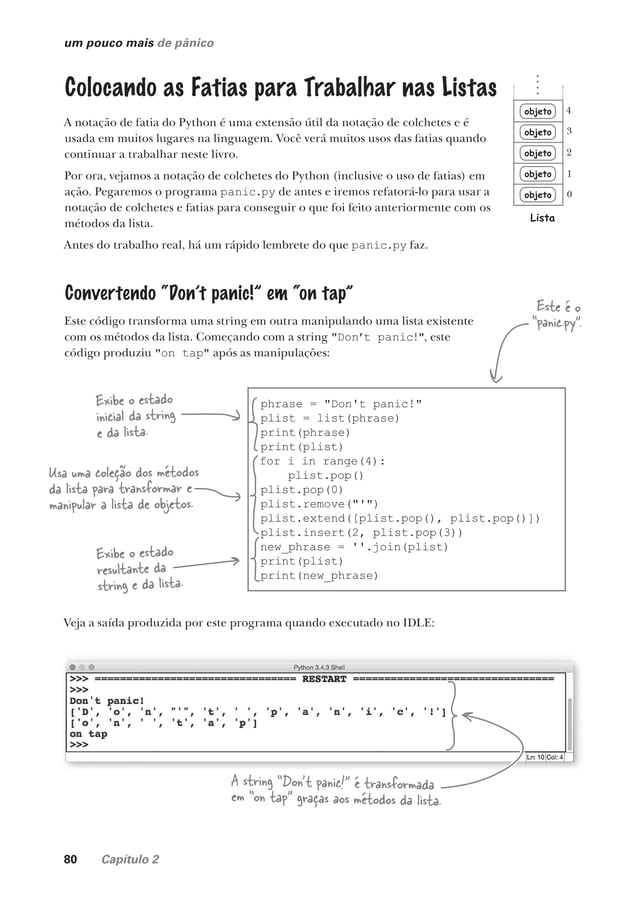 um pouco mais de pânico
Colocando as Fatias para Trabalhar nas Listas
A notação de fatia do Python é uma extensão útil da notação de colchetes e é
usada em muitos lugares na linguagem. Você verá muitos usos das fatias quando
continuar a trabalhar neste livro.
Por ora, vejamos a notação de colchetes do Python (inclusive o uso de fatias) em
ação. Pegaremos o programa panic.py de antes e iremos refatorá-lo para usar a
notação de colchetes e fatias para conseguir o que foi feito anteriormente com os
métodos da lista.
Antes do trabalho real, há um rápido lembrete do que panic.py faz.
objeto 4
objeto 3
objeto 2
objeto 1
objeto 0
Lista
Convertendo “Don’t panic!” em “on tap”
Este código transforma uma string em outra manipulando uma lista existente
com os métodos da lista. Começando com a string "Don’t panic!", este
código produziu "on tap" após as manipulações:
Este é o
“panic.py”.
Exibe o estado
inicial da string
e da lista.
Usa uma coleção dos métodos
da lista para transformar e
manipular a lista de objetos.
Exibe o estado
resultante da
string e da lista.
phrase = "Don't panic!"
plist = list(phrase)
print(phrase)
print(plist)
for i in range(4):
    plist.pop()
plist.pop(0)
plist.remove("'")
plist.extend([plist.pop(), plist.pop()])
plist.insert(2, plist.pop(3))
new_phrase = ''.join(plist)
print(plist)
print(new_phrase)
Veja a saída produzida por este programa quando executado no IDLE:
Python 3.4.3 Shell
>>> ================================ RESTART ================================
>>>
Don't panic!
['D', 'o', 'n', "'", 't', ' ', 'p', 'a', 'n', 'i', 'c', '!']
['o', 'n', ' ', 't', 'a', 'p']
on tap
>>>
Ln: 10 Col: 4
A string “Don’t panic!” é transformada
em “on tap” graças aos métodos da lista.
80 Capítulo 2